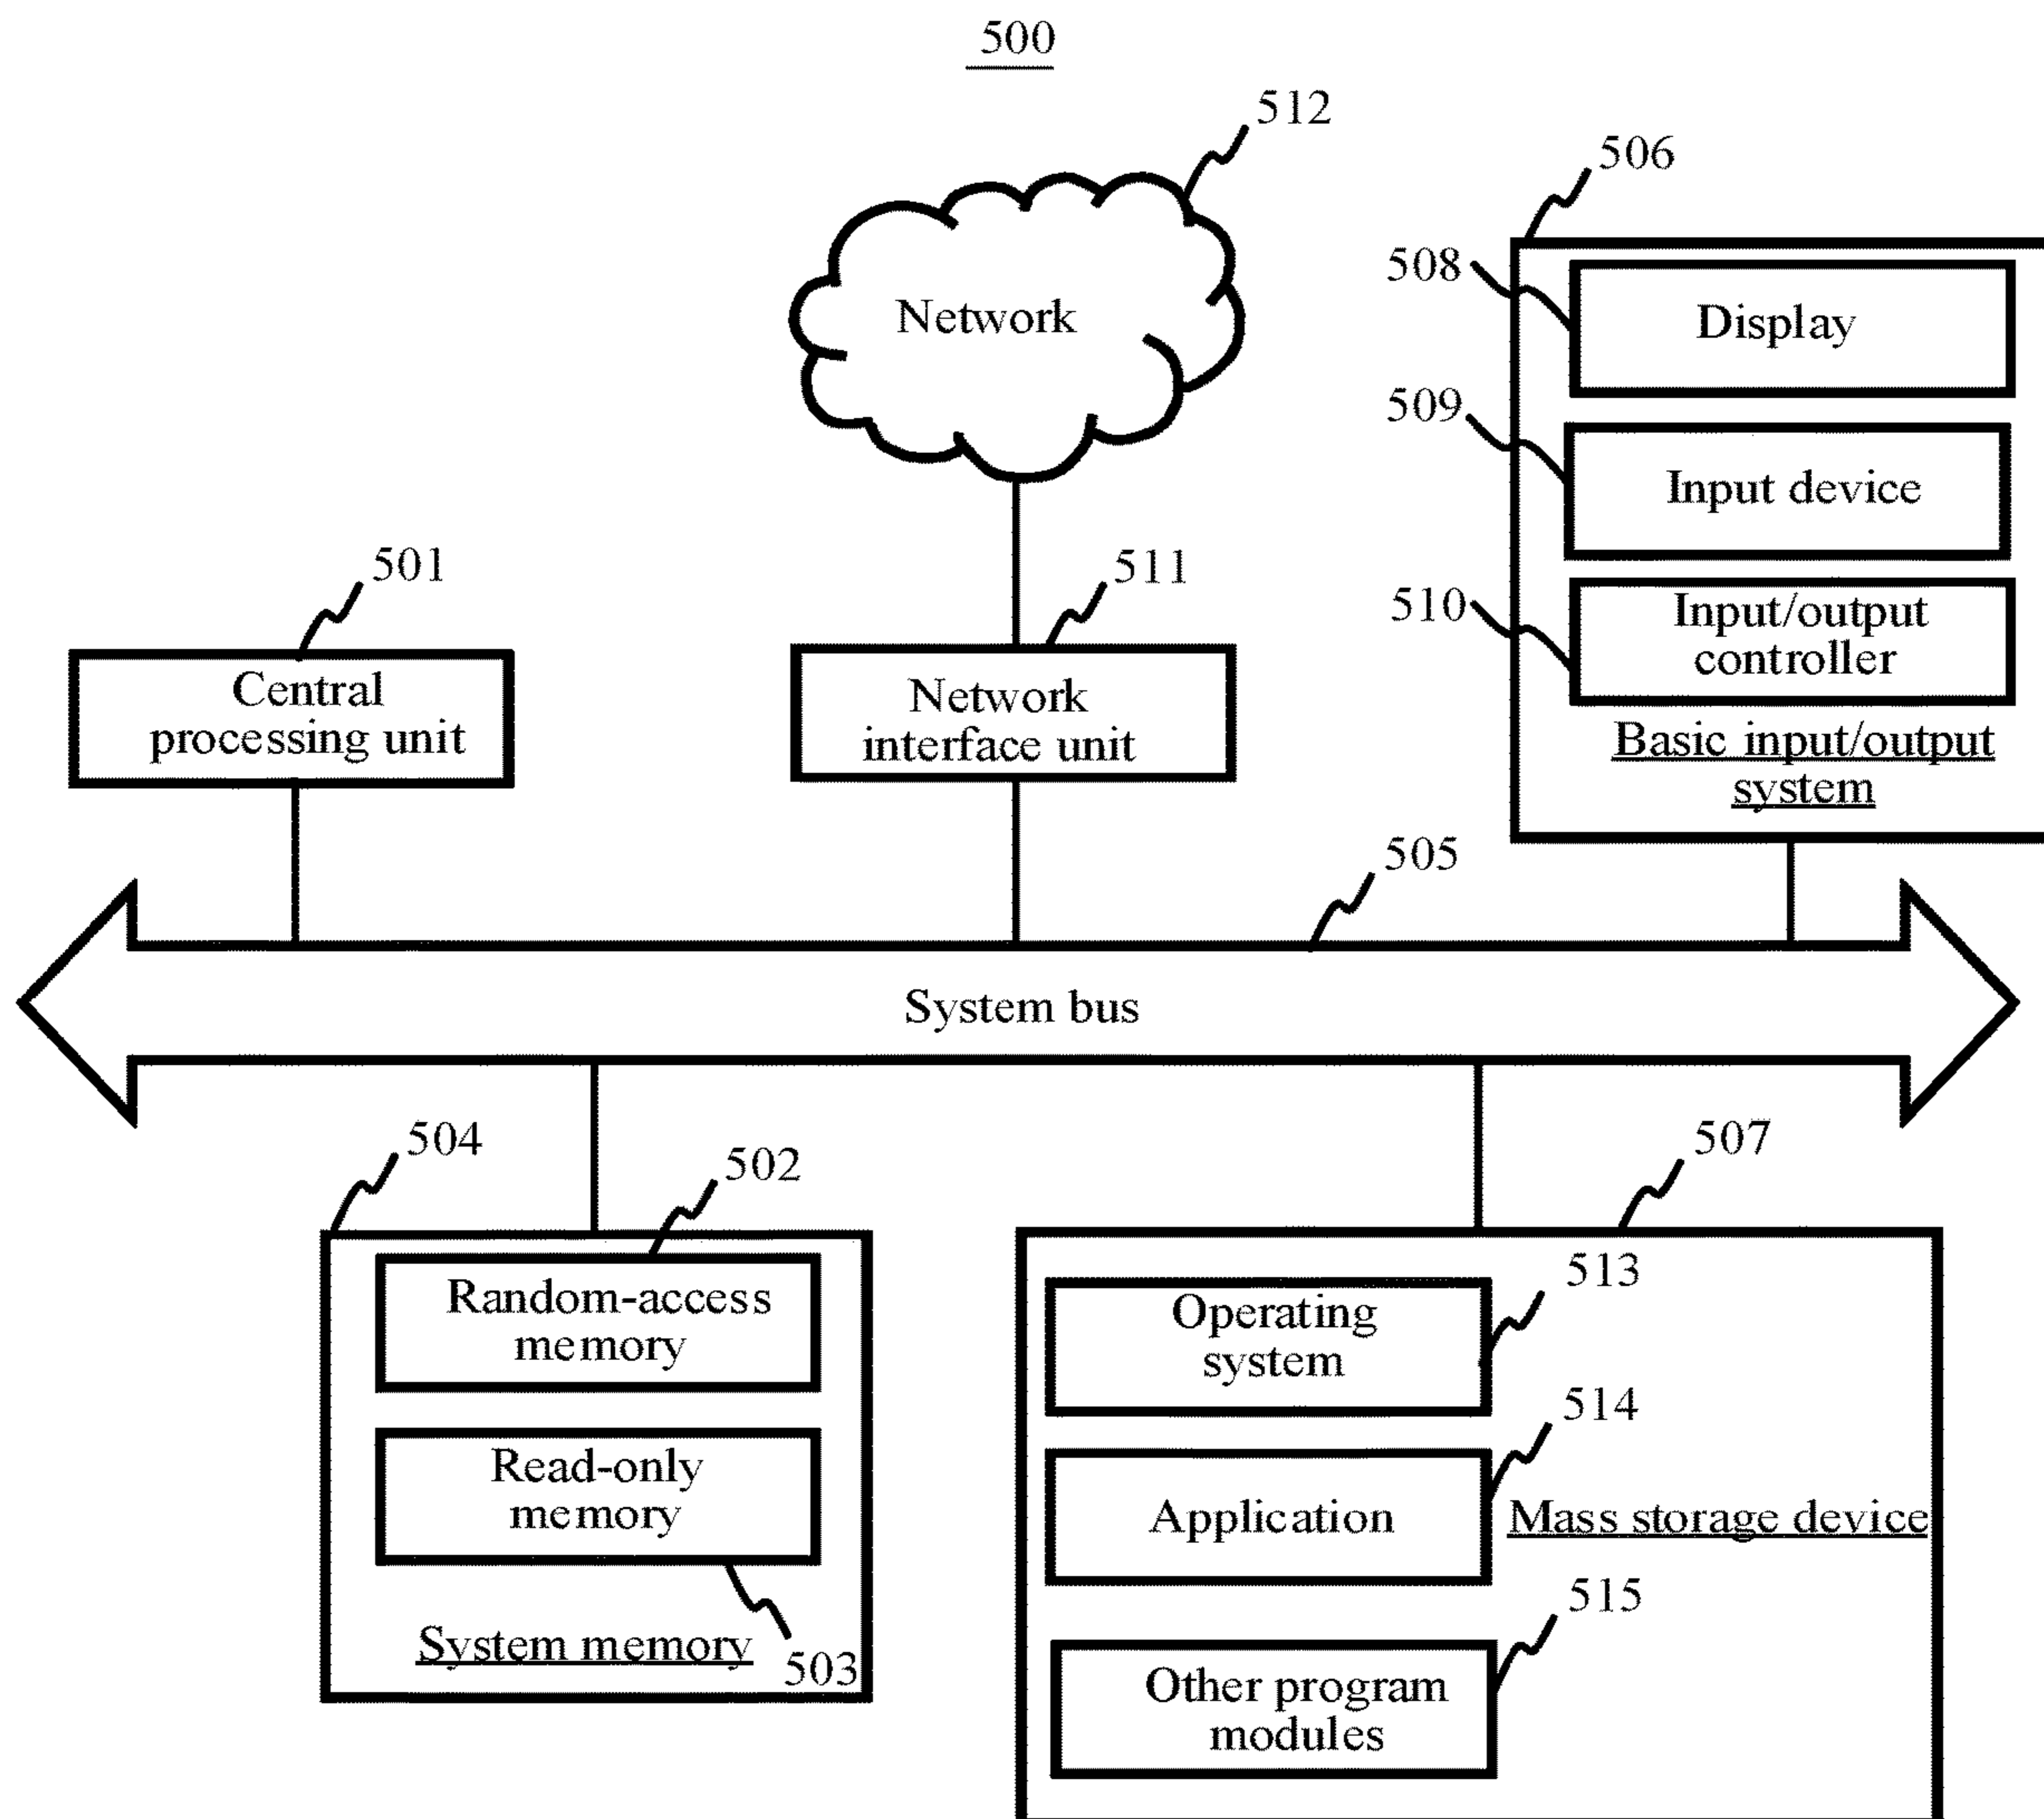 500
512
Network
506
508
Display
509
Input device
510
Input/output
controller
Basic input/output
system
501
Central
processing unit
511
Network
interface unit
505
System bus
504
502
Random-access
memory
Read-only
memory
System memory
503
507
513
Operating
system
514
Application
Mass storage device
515
Other program
modules